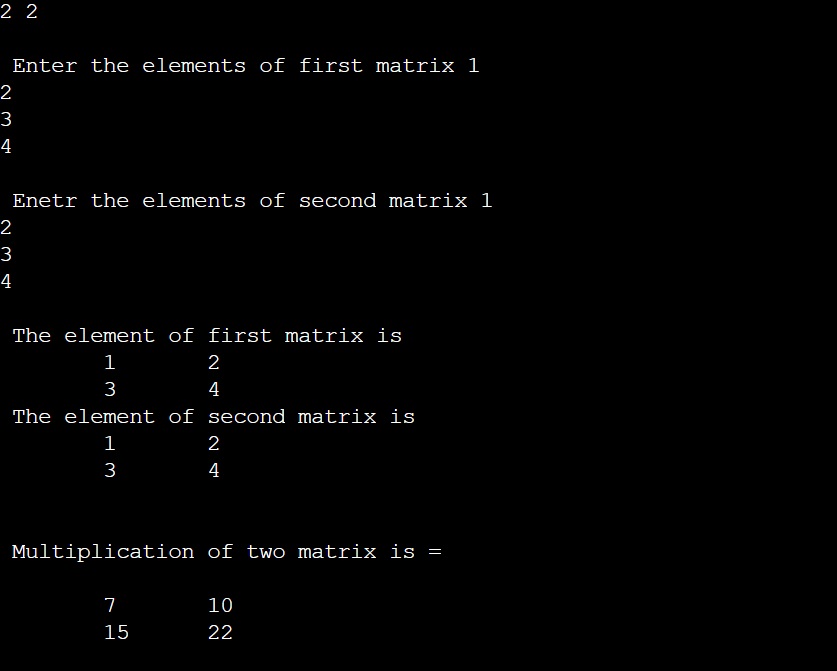 2 2
Enter the elements of first matrix 1
2
3
4
Enetr the elements of second matrix 1
2
3
4
The element of first matrix is
1 2
3 4
The element of second matrix is
1 2
3 4
Multiplication of two matrix is =
7 10
15 22